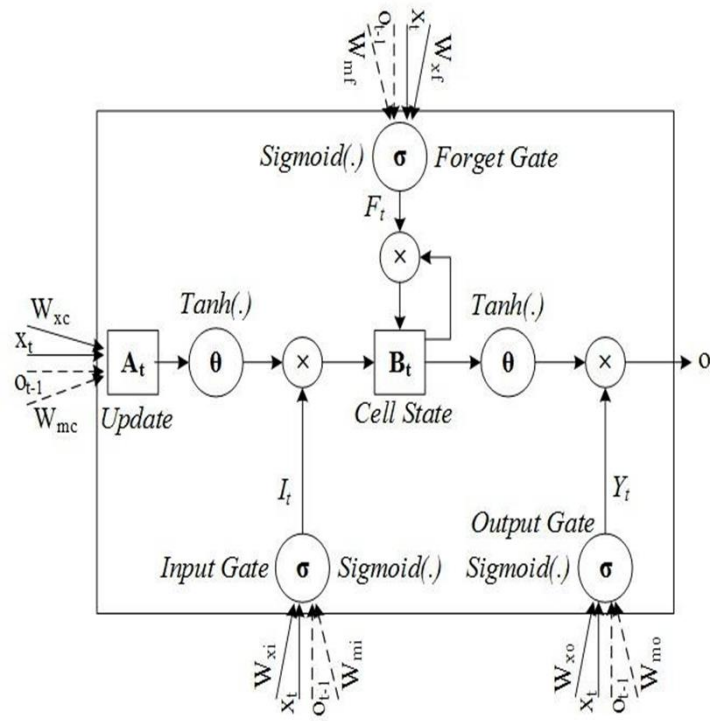 W_mf
o_t-1
x_t
W_xf
Sigmoid(.) σ Forget Gate
F_t
×
W_xc
x_t
o_t-1
W_mc
Tanh(.)
Tanh(.)
A_t θ × B_t θ × o
Update
Cell State
I_t
Y_t
Output Gate
Input Gate σ Sigmoid(.)
Sigmoid(.) σ
W_xi
x_t
o_t-1
W_mi
W_xo
x_t
o_t-1
W_mo